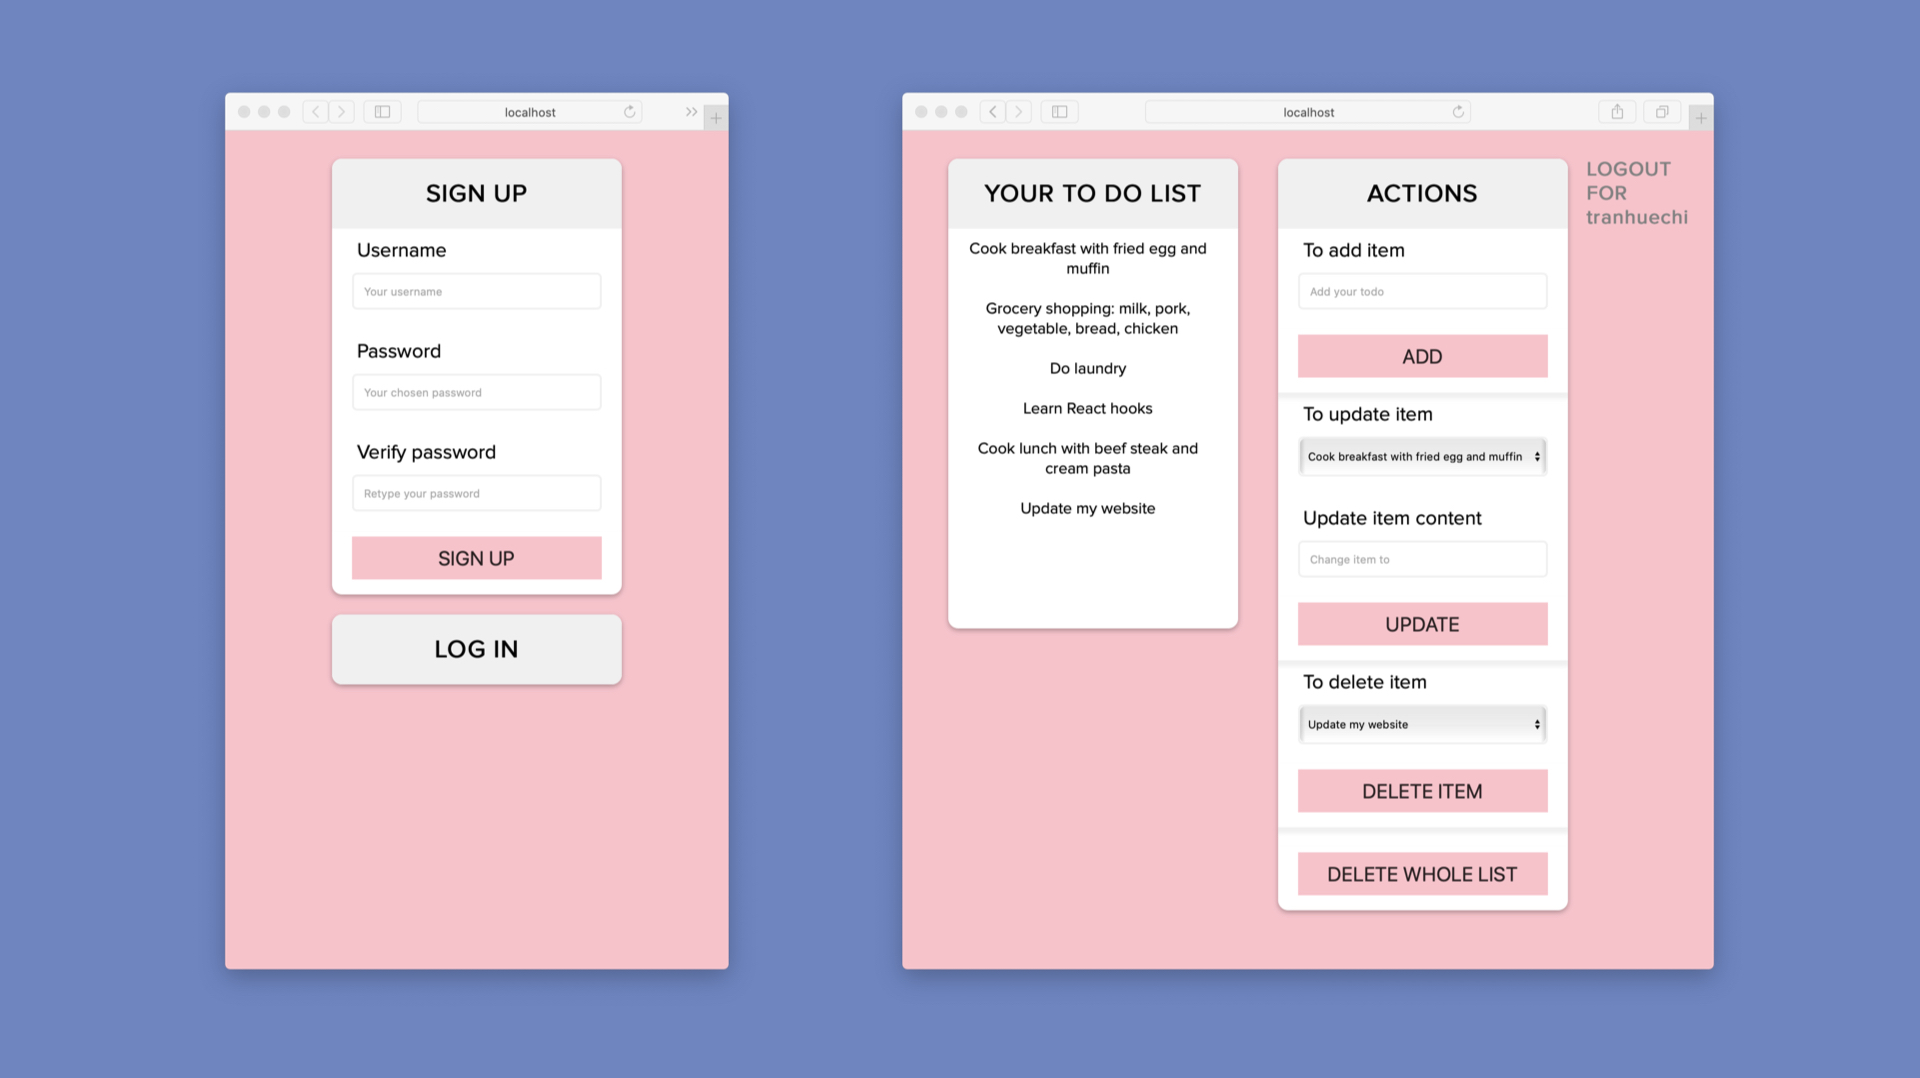 localhost
SIGN UP
Username
Your username
Password
Your chosen password
Verify password
Retype your password
SIGN UP
LOG IN
localhost
YOUR TO DO LIST
Cook breakfast with fried egg and
muffin
Grocery shopping: milk, pork,
vegetable, bread, chicken
Do laundry
Learn React hooks
Cook lunch with beef steak and
cream pasta
Update my website
ACTIONS
To add item
Add your todo
ADD
To update item
Cook breakfast with fried egg and muffin
Update item content
Change item to
UPDATE
To delete item
Update my website
DELETE ITEM
DELETE WHOLE LIST
LOGOUT
FOR
tranhuechi